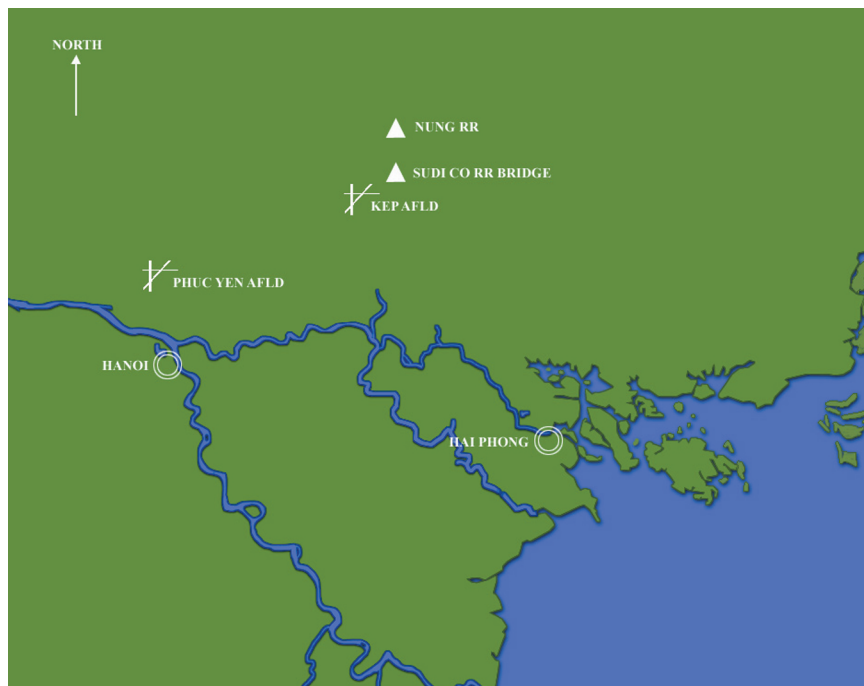 NORTH
NUNG RR
SUDI CO RR BRIDGE
KEP AFLD
PHUC YEN AFLD
HANOI
HAI PHONG